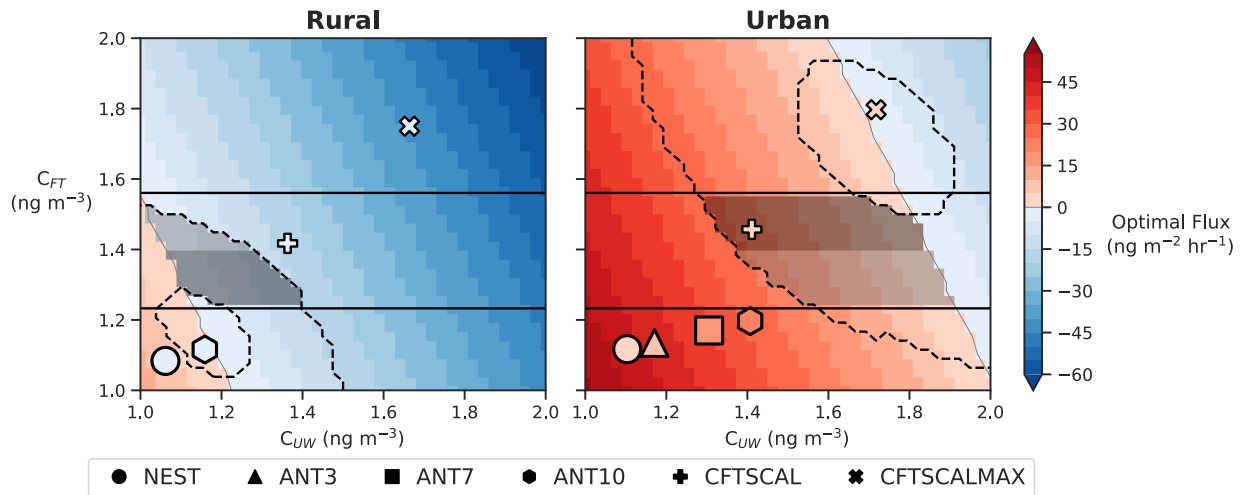 Rural
Urban
2.0
1.8
1.6
1.4
1.2
1.0
C_FT
(ng m⁻³)
45
30
15
0
−15
−30
−45
−60
Optimal Flux
(ng m⁻² hr⁻¹)
1.0 1.2 1.4 1.6 1.8 2.0
1.0 1.2 1.4 1.6 1.8 2.0
C_UW (ng m⁻³)
C_UW (ng m⁻³)
NEST ANT3 ANT7 ANT10 CFTSCAL CFTSCALMAX